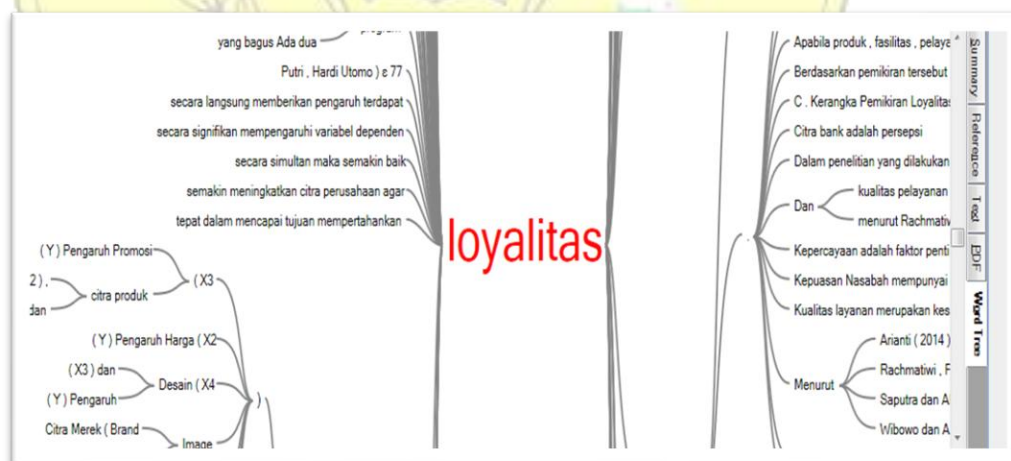 yang bagus Ada dua
Putri , Hardi Utomo ) ε 77
secara langsung memberikan pengaruh terdapat
secara signifikan mempengaruhi variabel dependen
secara simultan maka semakin baik
semakin meningkatkan citra perusahaan agar
tepat dalam mencapai tujuan mempertahankan
( Y ) Pengaruh Promosi
2 ) ,
dan
citra produk
( X3
( Y ) Pengaruh Harga ( X2
( X3 ) dan
( Y ) Pengaruh
Desain ( X4
Citra Merek ( Brand
Image
)
loyalitas
.
Apabila produk , fasilitas , pelaya
Berdasarkan pemikiran tersebut
C . Kerangka Pemikiran Loyalitas
Citra bank adalah persepsi
Dalam penelitian yang dilakukan
Dan
kualitas pelayanan
menurut Rachmatiw
Kepercayaan adalah faktor penti
Kepuasan Nasabah mempunyai
Kualitas layanan merupakan kes
Menurut
Arianti ( 2014 )
Rachmatiwi , F
Saputra dan A
Wibowo dan A
Summary
Reference
Text
PDF
Word Tree